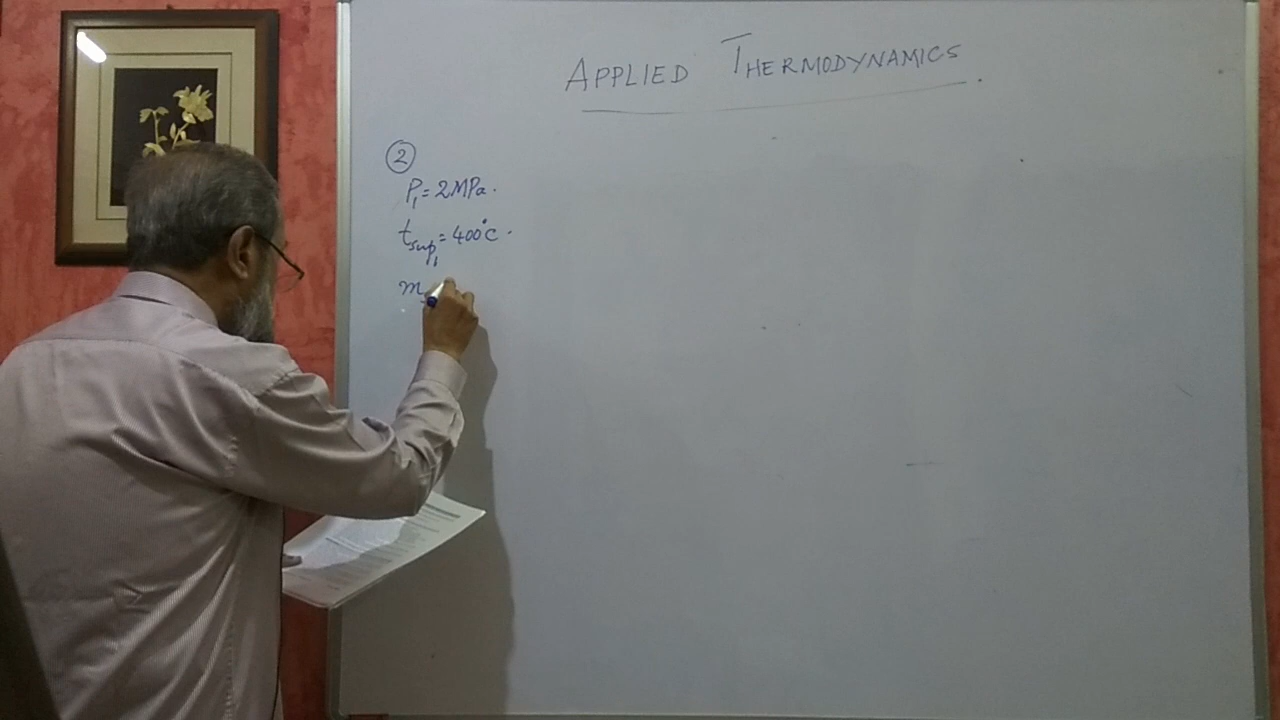 APPLIED THERMODYNAMICS.
2
P₁ = 2MPa.
t_sup₁ = 400°C.
m